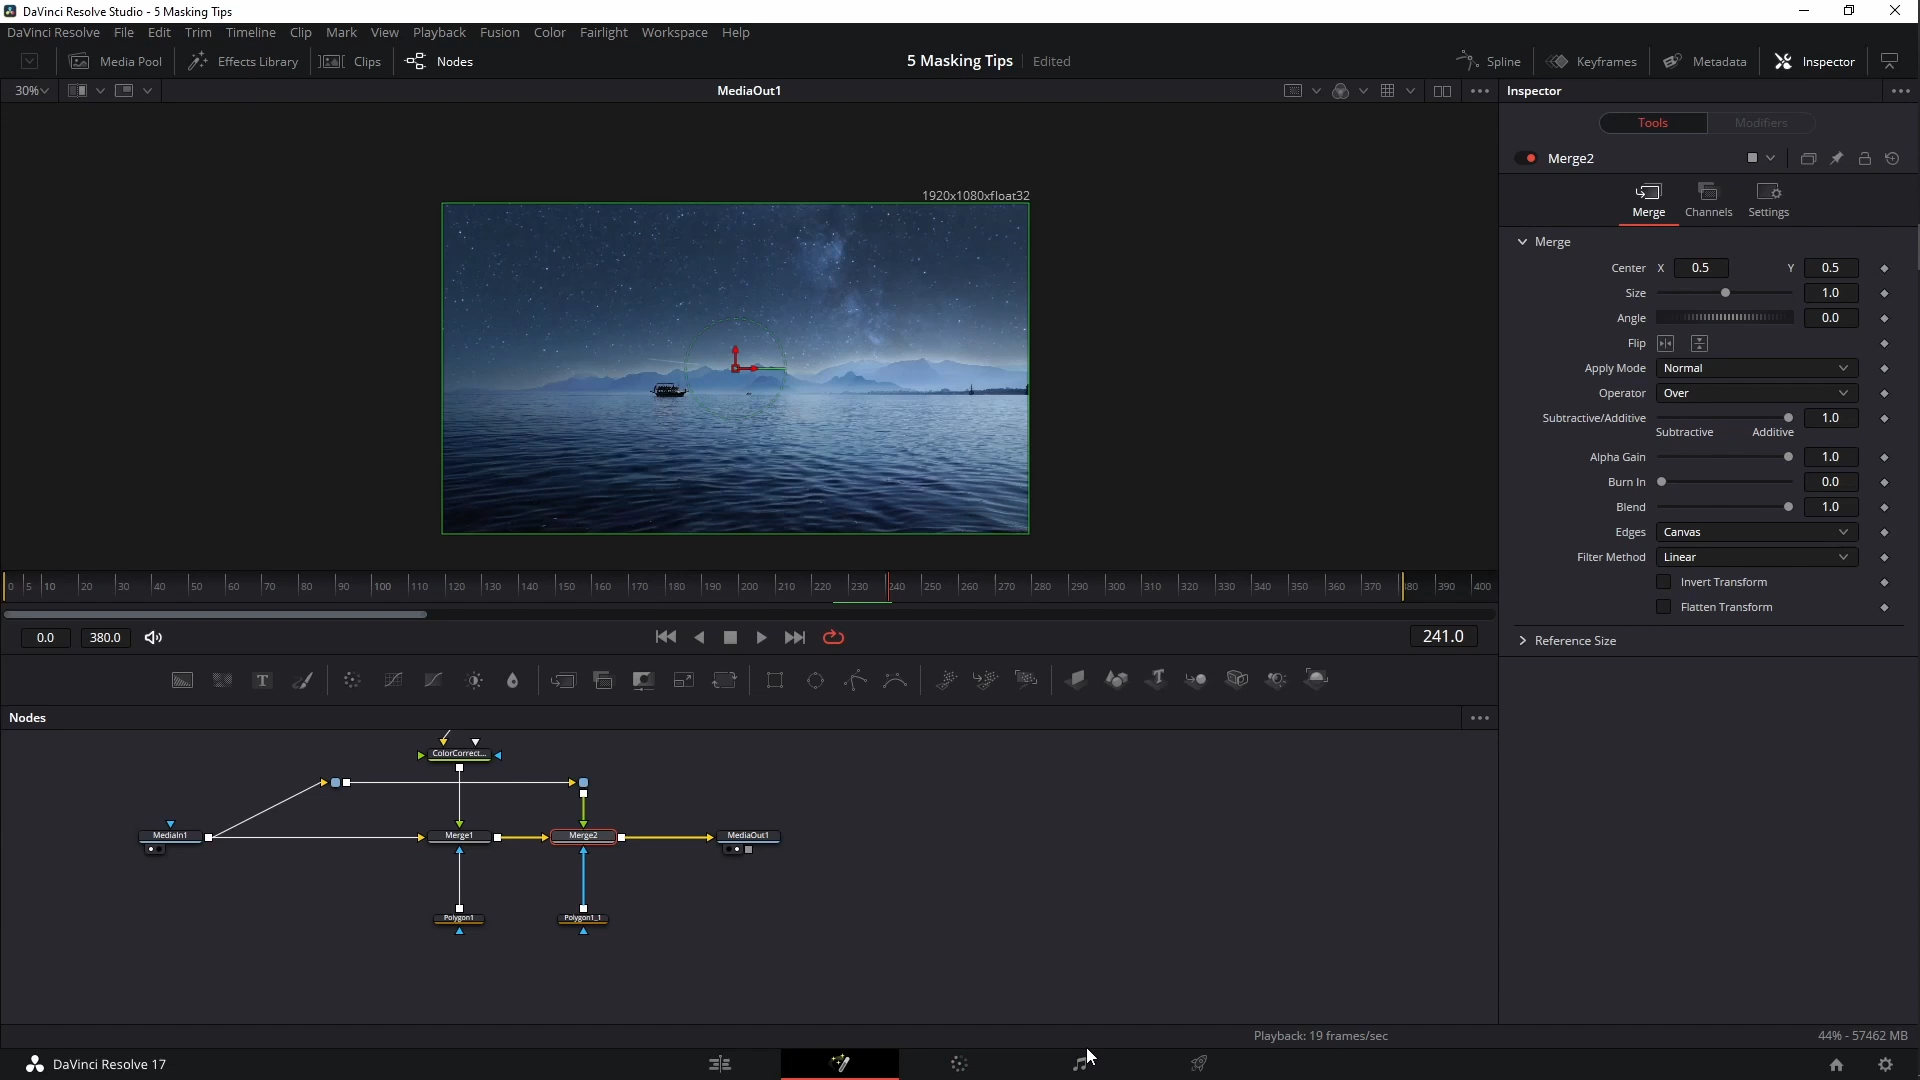 DaVinci Resolve Studio - 5 Masking Tips
DaVinci Resolve File Edit Trim Timeline Clip Mark View Playback Fusion Color Fairlight Workspace Help
Media Pool Effects Library Clips Nodes 5 Masking Tips Edited Spline Keyframes Metadata Inspector
30% MediaOut1 Inspector
Tools Modifiers
Merge2
1920x1080xfloat32
Merge Channels Settings
Merge
Center X 0.5 Y 0.5
Size 1.0
Angle 0.0
Flip
Apply Mode Normal
Operator Over
Subtractive/Additive 1.0
Subtractive Additive
Alpha Gain 1.0
Burn In 0.0
Blend 1.0
Edges Canvas
Filter Method Linear
Invert Transform
Flatten Transform
Reference Size
0 5 10 20 30 40 50 60 70 80 90 100 110 120 130 140 150 160 170 180 190 200 210 220 230 240 250 260 270 280 290 300 310 320 330 340 350 360 370 380 390 400
0.0 380.0 241.0
T T
Nodes
ColorCorrect...
MediaIn1 Merge1 Merge2 MediaOut1
Polygon1 Polygon1_1
Playback: 19 frames/sec 44% - 57462 MB
DaVinci Resolve 17